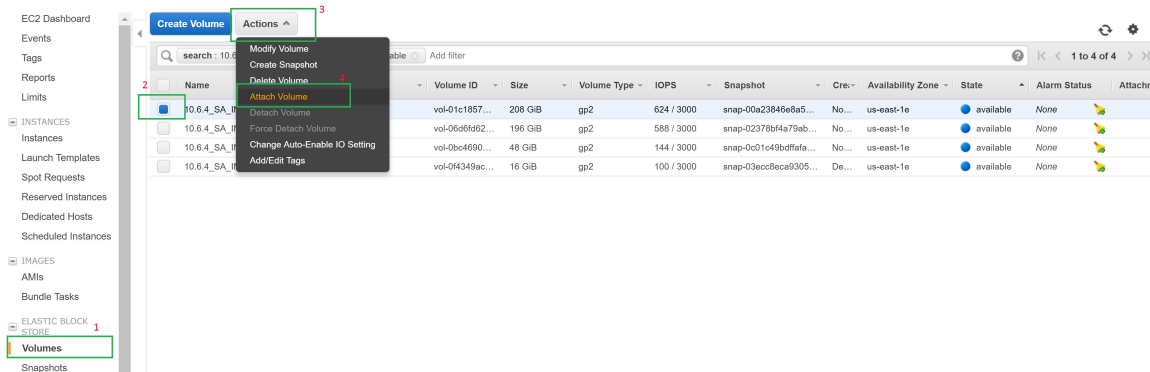 EC2 Dashboard
Events
Tags
Reports
Limits
INSTANCES
Instances
Launch Templates
Spot Requests
Reserved Instances
Dedicated Hosts
Scheduled Instances
IMAGES
AMIs
Bundle Tasks
ELASTIC BLOCK
STORE 1
Volumes
Snapshots
Create Volume Actions 3
search : 10.6 able Add filter 1 to 4 of 4
Modify Volume
Create Snapshot
Delete Volume 4
Attach Volume
Detach Volume
Force Detach Volume
Change Auto-Enable IO Setting
Add/Edit Tags
2 Name Volume ID Size Volume Type IOPS Snapshot Availability Zone State Alarm Status
10.6.4_SA_IN vol-01c1857... 208 GiB gp2 624 / 3000 snap-00a23846e8a5... No... us-east-1e available None
10.6.4_SA_IN vol-06d6fd62... 196 GiB gp2 588 / 3000 snap-02378bf4a79ab... No... us-east-1e available None
10.6.4_SA_IN vol-0bc4690... 48 GiB gp2 144 / 3000 snap-0c01c49bdffafa... No... us-east-1e available None
10.6.4_SA_IN vol-0f4349ac... 16 GiB gp2 100 / 3000 snap-03ecc8eca9305... De... us-east-1e available None